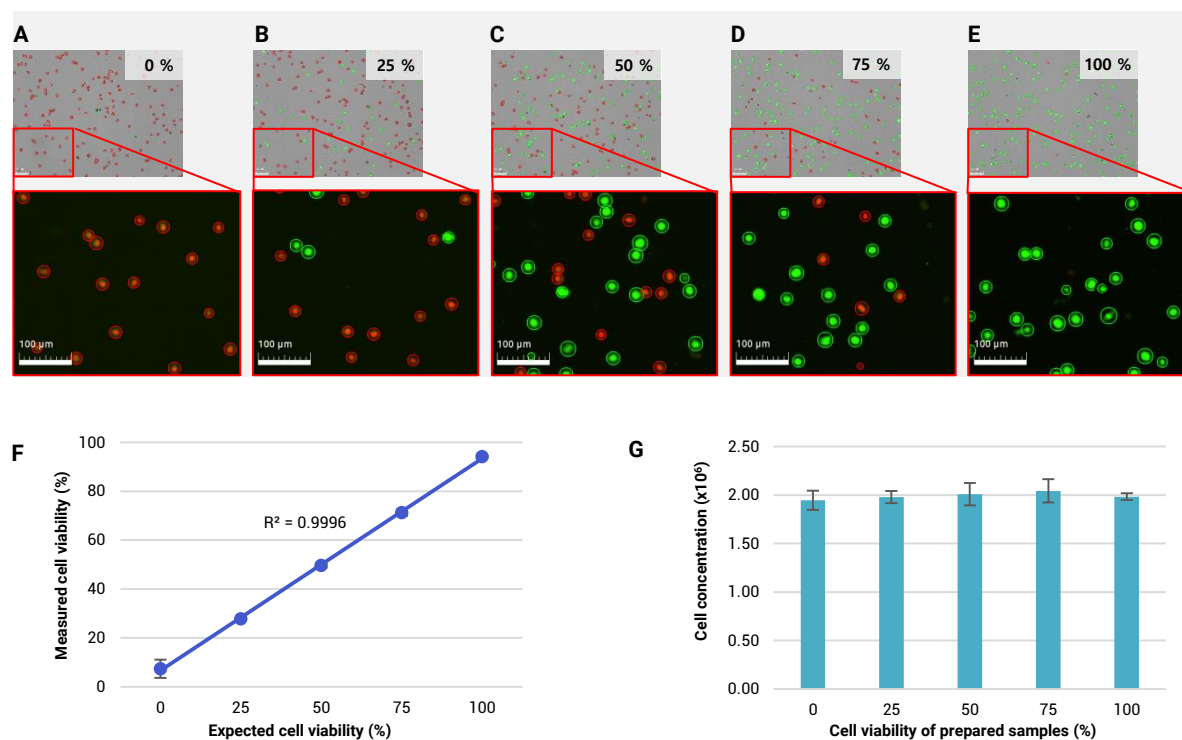 A
0 %
B
25 %
C
50 %
D
75 %
E
100 %
100 µm
100 µm
100 µm
100 µm
100 µm
F
Measured cell viability (%)
100
80
60
40
20
0
R² = 0.9996
0 25 50 75 100
Expected cell viability (%)
G
Cell concentration (x10⁶)
2.50
2.00
1.50
1.00
0.50
0.00
0 25 50 75 100
Cell viability of prepared samples (%)